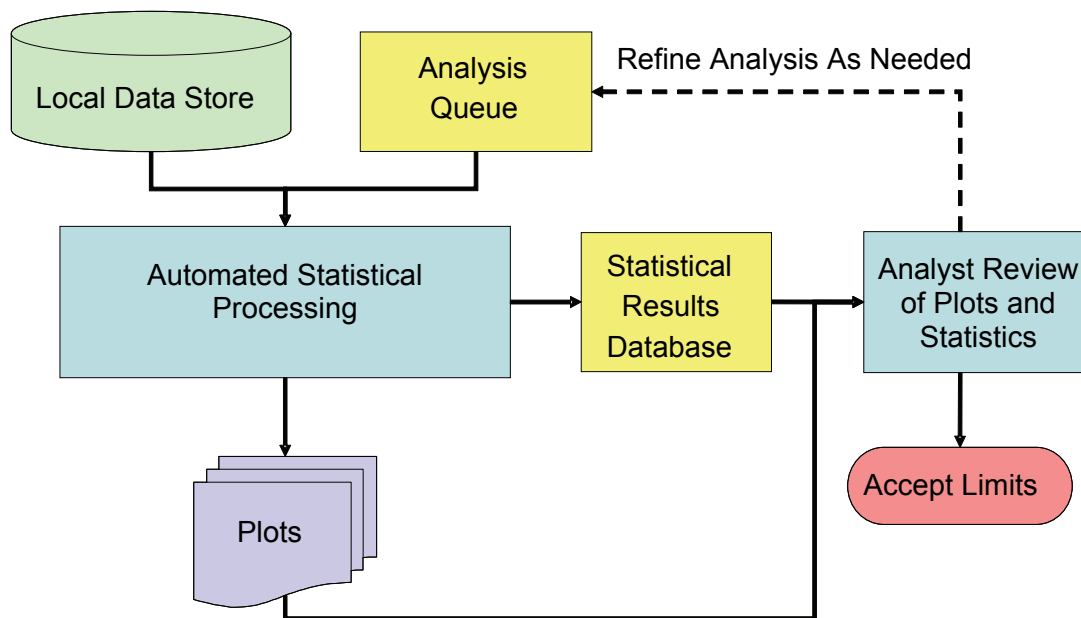 Local Data Store
Analysis
Queue
Refine Analysis As Needed
Automated Statistical
Processing
Statistical
Results
Database
Analyst Review
of Plots and
Statistics
Plots
Accept Limits